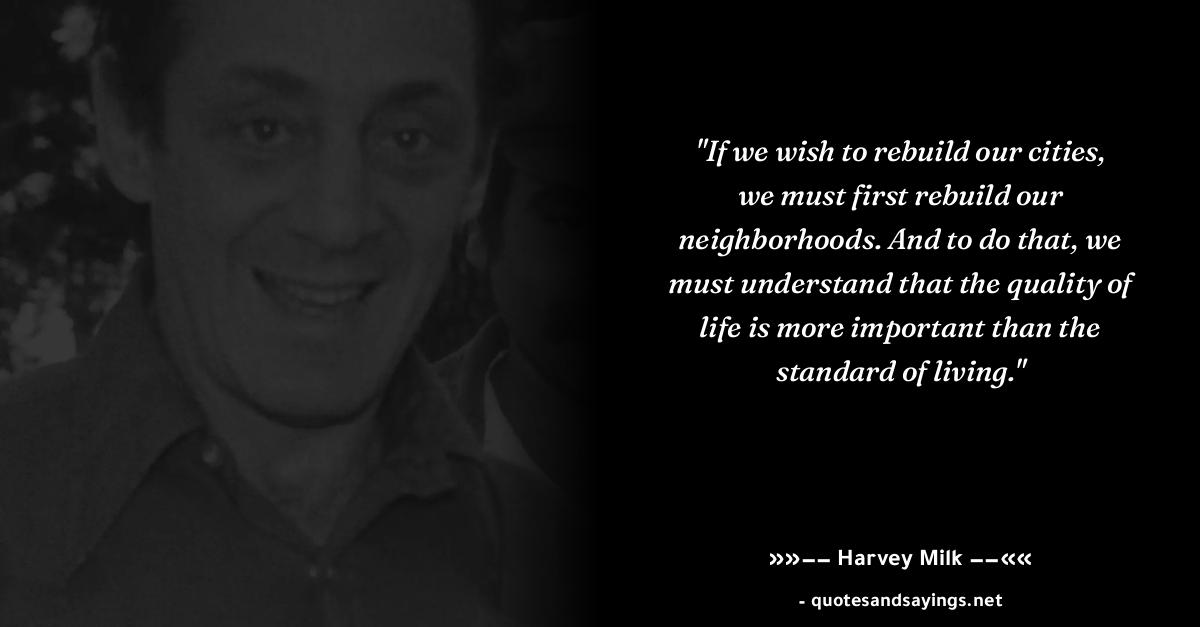 "If we wish to rebuild our cities,
we must first rebuild our
neighborhoods. And to do that, we
must understand that the quality of
life is more important than the
standard of living."
»»–– Harvey Milk ––««
- quotesandsayings.net